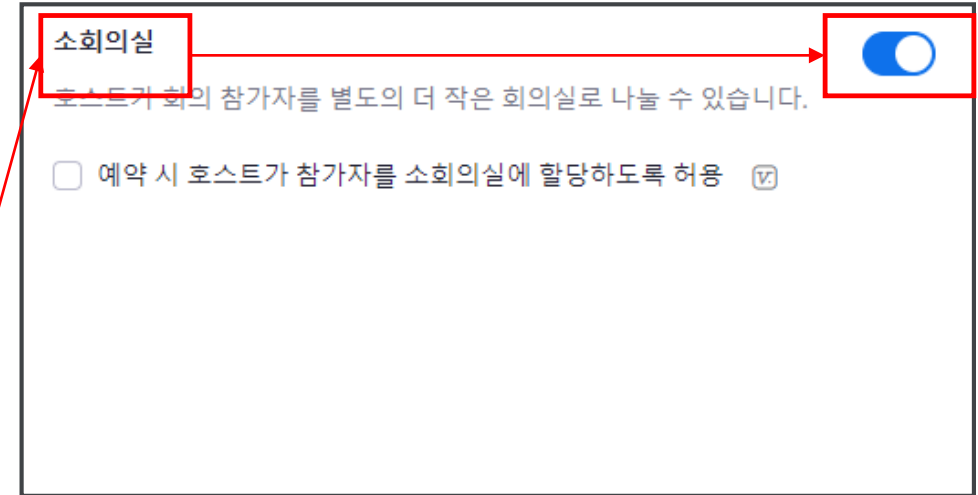 소회의실
호스트가 회의 참가자를 별도의 더 작은 회의실로 나눌 수 있습니다.
예약 시 호스트가 참가자를 소회의실에 할당하도록 허용